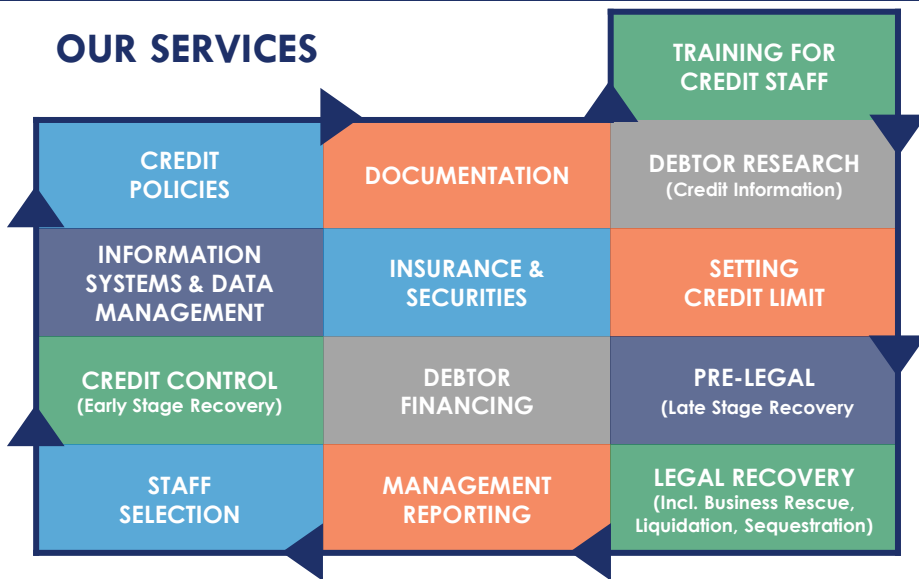 OUR SERVICES
TRAINING FOR
CREDIT STAFF
CREDIT
POLICIES
DOCUMENTATION
DEBTOR RESEARCH
(Credit Information)
INFORMATION
SYSTEMS & DATA
MANAGEMENT
INSURANCE &
SECURITIES
SETTING
CREDIT LIMIT
CREDIT CONTROL
(Early Stage Recovery)
DEBTOR
FINANCING
PRE-LEGAL
(Late Stage Recovery
STAFF
SELECTION
MANAGEMENT
REPORTING
LEGAL RECOVERY
(Incl. Business Rescue,
Liquidation, Sequestration)